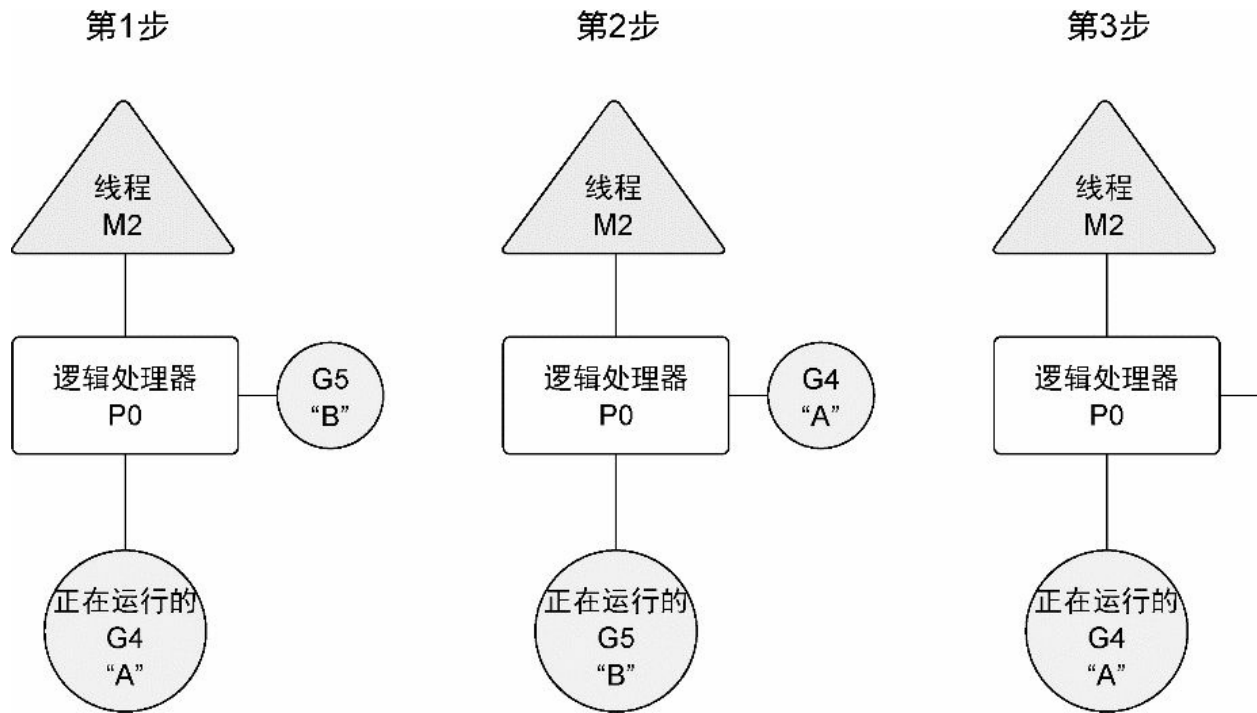 第1步
第2步
第3步
线程
M2
线程
M2
线程
M2
逻辑处理器
P0
G5
“B”
逻辑处理器
P0
G4
“A”
逻辑处理器
P0
正在运行的
G4
“A”
正在运行的
G5
“B”
正在运行的
G4
“A”